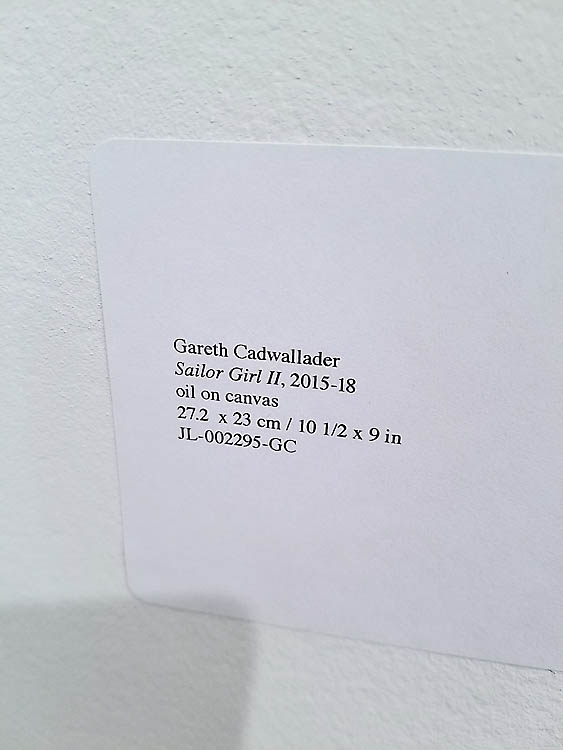 Gareth Cadwallader
Sailor Girl II, 2015-18
oil on canvas
27.2 x 23 cm / 10 1/2 x 9 in
JL-002295-GC